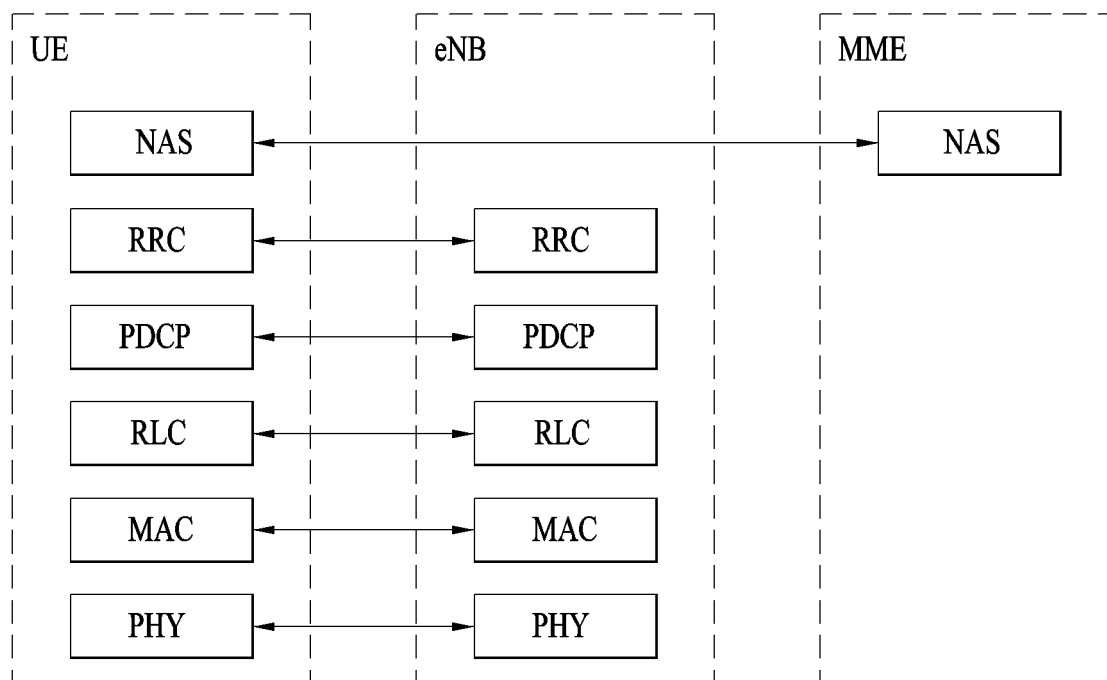 UE eNB MME
NAS NAS
RRC RRC
PDCP PDCP
RLC RLC
MAC MAC
PHY PHY